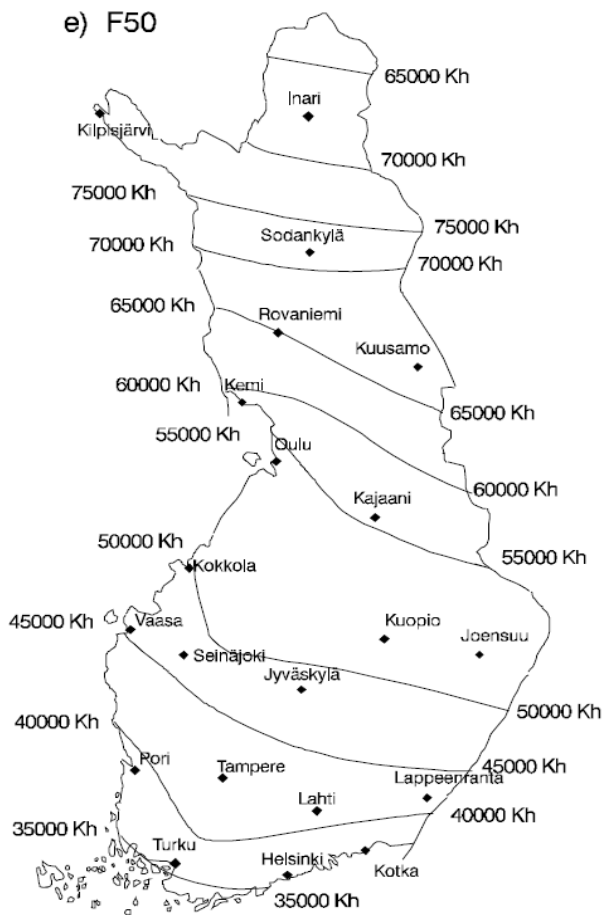 e) F50
65000 Kh
Inari
Kilpisjärvi
70000 Kh
75000 Kh
75000 Kh
Sodankylä
70000 Kh
70000 Kh
65000 Kh
Rovaniemi
Kuusamo
60000 Kh
Kemi
65000 Kh
55000 Kh
Oulu
60000 Kh
Kajaani
50000 Kh
55000 Kh
Kokkola
45000 Kh
Vaasa
Kuopio
Joensuu
Seinäjoki
Jyväskylä
50000 Kh
40000 Kh
Pori
Tampere
45000 Kh
Lappeenranta
Lahti
40000 Kh
35000 Kh
Turku
Helsinki
Kotka
35000 Kh